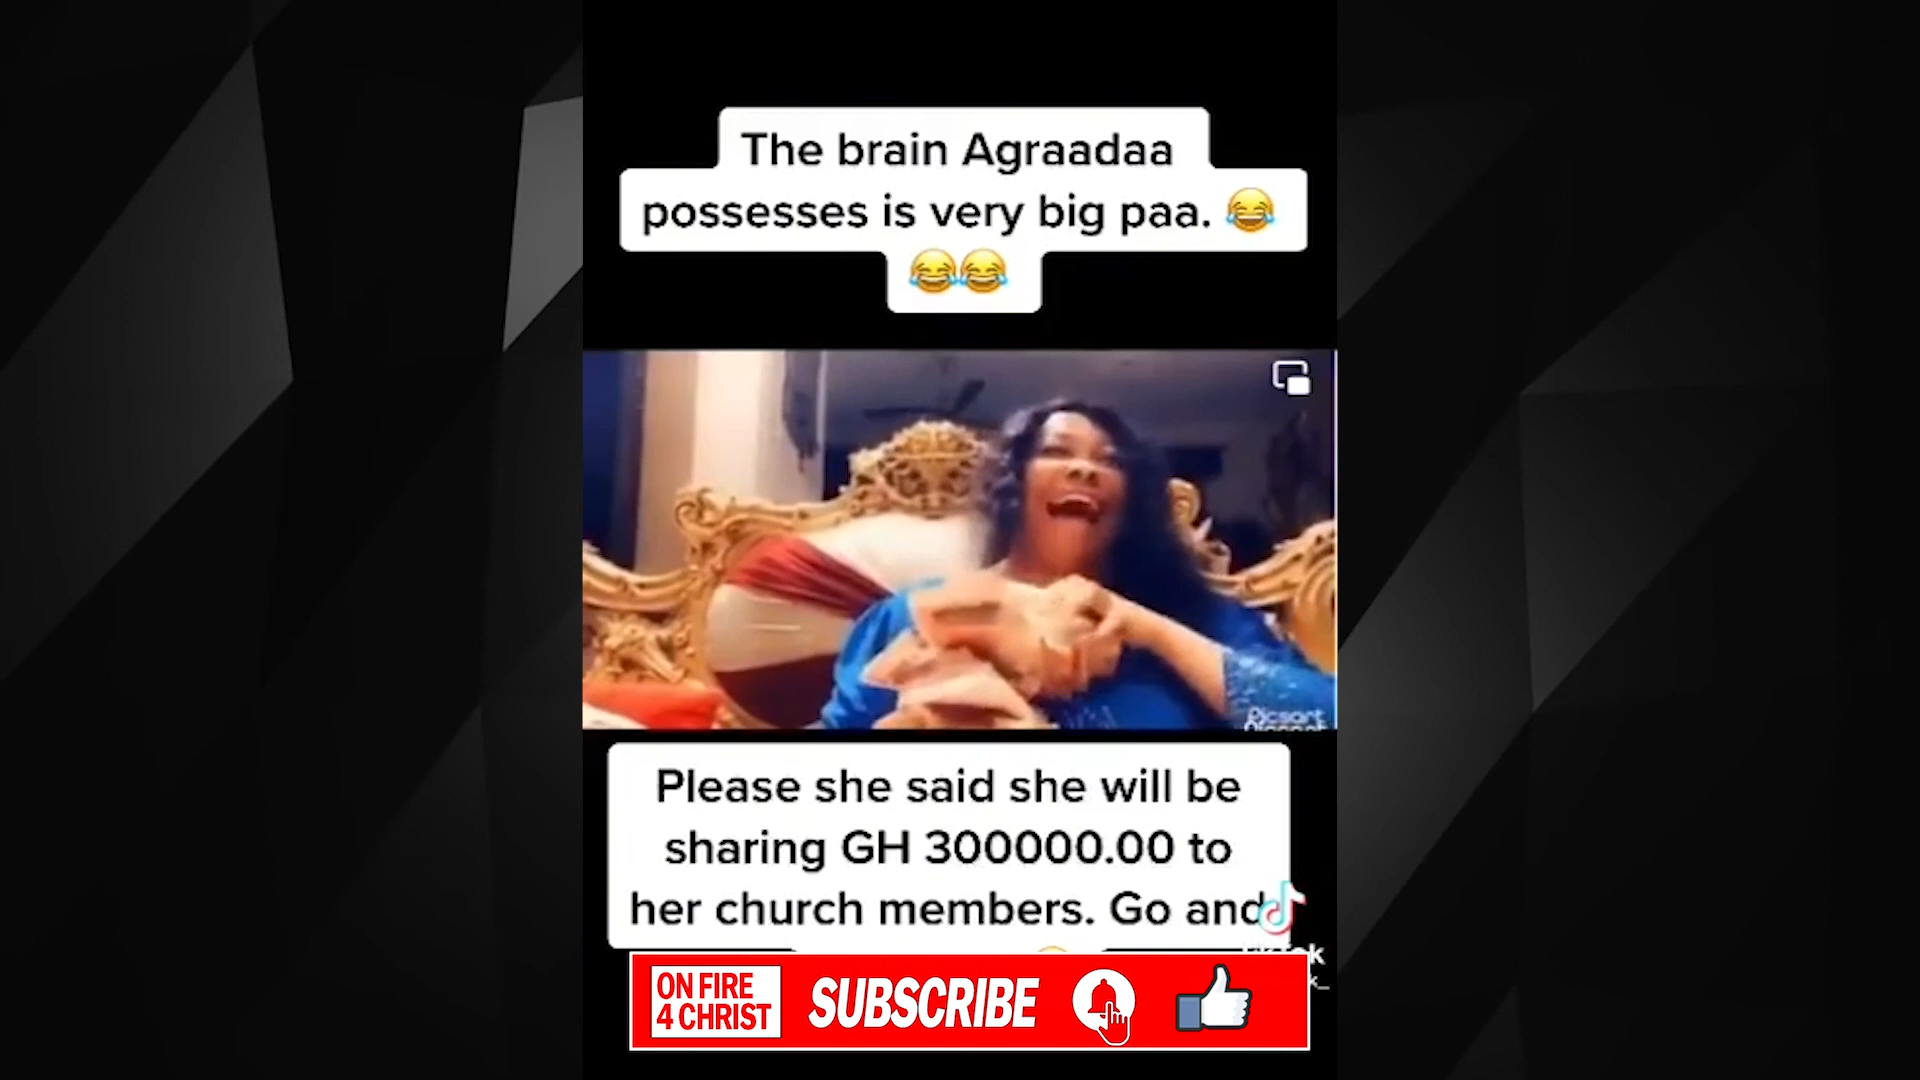 The brain Agraadaa
possesses is very big paa. 😂
😂😂
Picsart
Please she said she will be
sharing GH 300000.00 to
her church members. Go and
ON FIRE
4 CHRIST
SUBSCRIBE